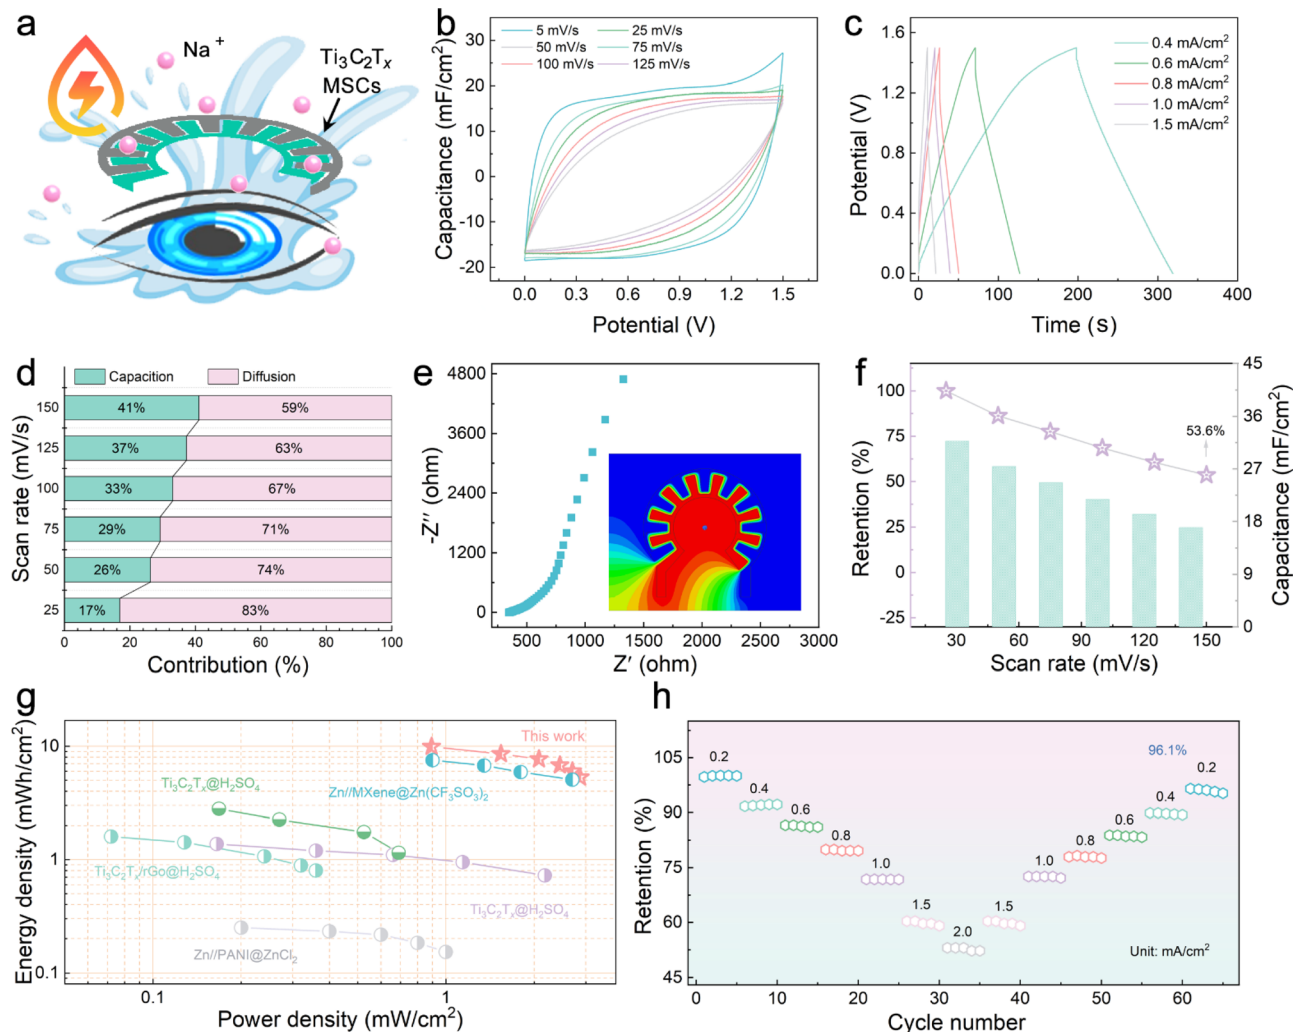 a
Na⁺
Ti₃C₂Tₓ
MSCs
b
Capacitance (mF/cm²)
30
20
10
0
-10
-20
5 mV/s
25 mV/s
50 mV/s
75 mV/s
100 mV/s
125 mV/s
0.0 0.3 0.6 0.9 1.2 1.5
Potential (V)
c
Potential (V)
1.6
1.2
0.8
0.4
0.0
0.4 mA/cm²
0.6 mA/cm²
0.8 mA/cm²
1.0 mA/cm²
1.5 mA/cm²
0 100 200 300 400
Time (s)
d
Capacition
Diffusion
Scan rate (mV/s)
150 41% 59%
125 37% 63%
100 33% 67%
75 29% 71%
50 26% 74%
25 17% 83%
0 20 40 60 80 100
Contribution (%)
e
-Z'' (ohm)
4800
3600
2400
1200
0
500 1000 1500 2000 2500 3000
Z' (ohm)
f
Retention (%)
100
75
50
25
0
-25
53.6%
45
36
27
18
9
0
Capacitance (mF/cm²)
30 60 90 120 150
Scan rate (mV/s)
g
Energy density (mWh/cm²)
10
1
0.1
This work
Zn//MXene@Zn(CF₃SO₃)₂
Ti₃C₂Tₓ@H₂SO₄
Ti₃C₂Tₓ/rGo@H₂SO₄
Ti₃C₂Tₓ@H₂SO₄
Zn//PANI@ZnCl₂
0.1 1
Power density (mW/cm²)
h
Retention (%)
105
90
75
60
45
0.2
0.4
0.6
0.8
1.0
1.5
2.0
1.5
1.0
0.8
0.6
0.4
0.2
96.1%
Unit: mA/cm²
0 10 20 30 40 50 60
Cycle number